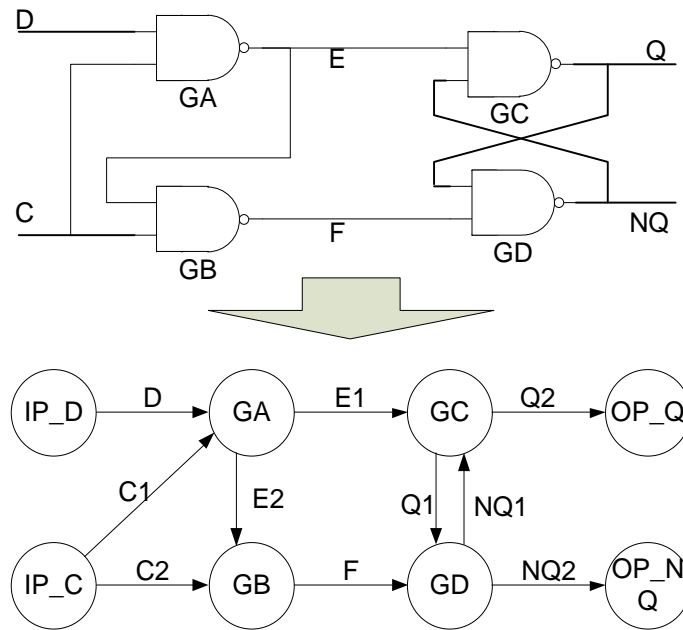 D
E
Q
GA
GC
C
F
NQ
GB
GD
IP_D
D
GA
E1
GC
Q2
OP_Q
C1
E2
Q1
NQ1
IP_C
C2
GB
F
GD
NQ2
OP_N
Q